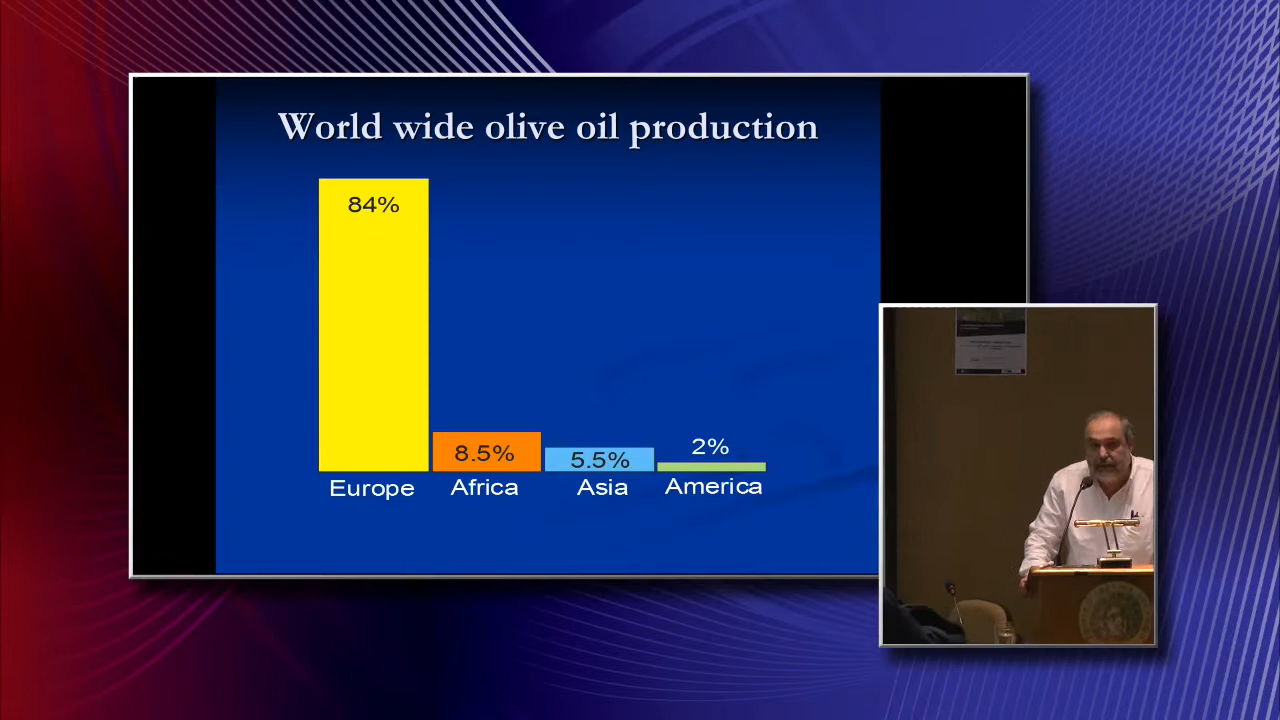 World wide olive oil production
84%
8.5%
5.5%
2%
Europe
Africa
Asia
America